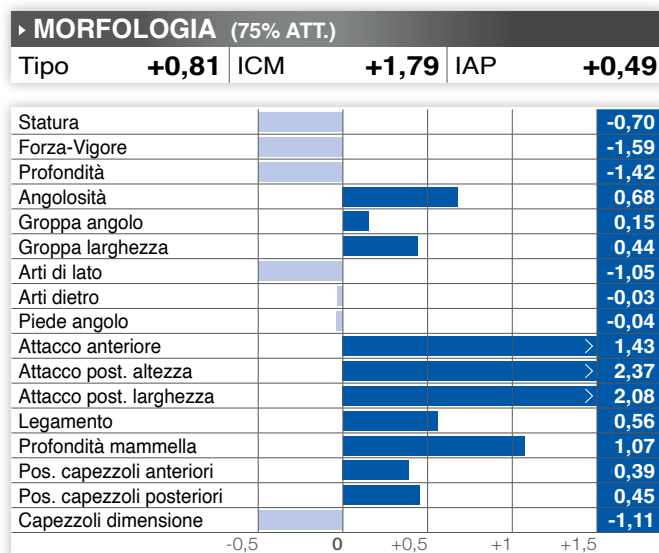 MORFOLOGIA (75% ATT.)
Tipo +0,81 ICM +1,79 IAP +0,49
Statura -0,70
Forza-Vigore -1,59
Profondità -1,42
Angolosità 0,68
Groppa angolo 0,15
Groppa larghezza 0,44
Arti di lato -1,05
Arti dietro -0,03
Piede angolo -0,04
Attacco anteriore 1,43
Attacco post. altezza 2,37
Attacco post. larghezza 2,08
Legamento 0,56
Profondità mammella 1,07
Pos. capezzoli anteriori 0,39
Pos. capezzoli posteriori 0,45
Capezzoli dimensione -1,11
-0,5 0 +0,5 +1 +1,5